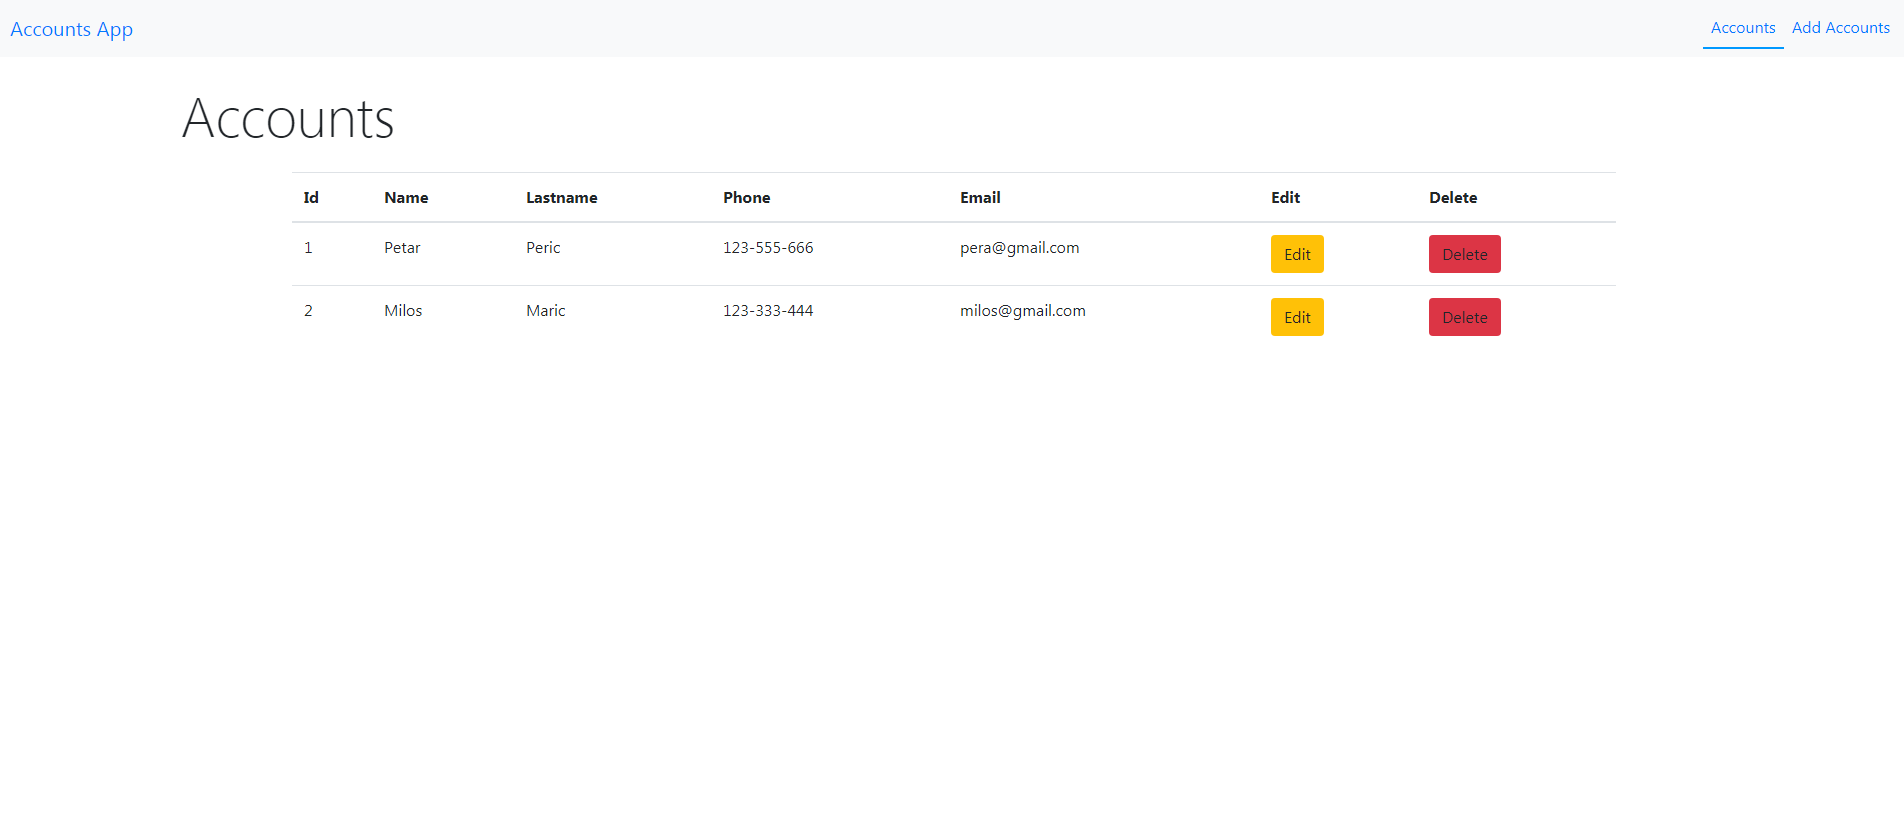 Accounts App Accounts Add Accounts
Accounts
Id Name Lastname Phone Email Edit Delete
1 Petar Peric 123-555-666 pera@gmail.com Edit Delete
2 Milos Maric 123-333-444 milos@gmail.com Edit Delete